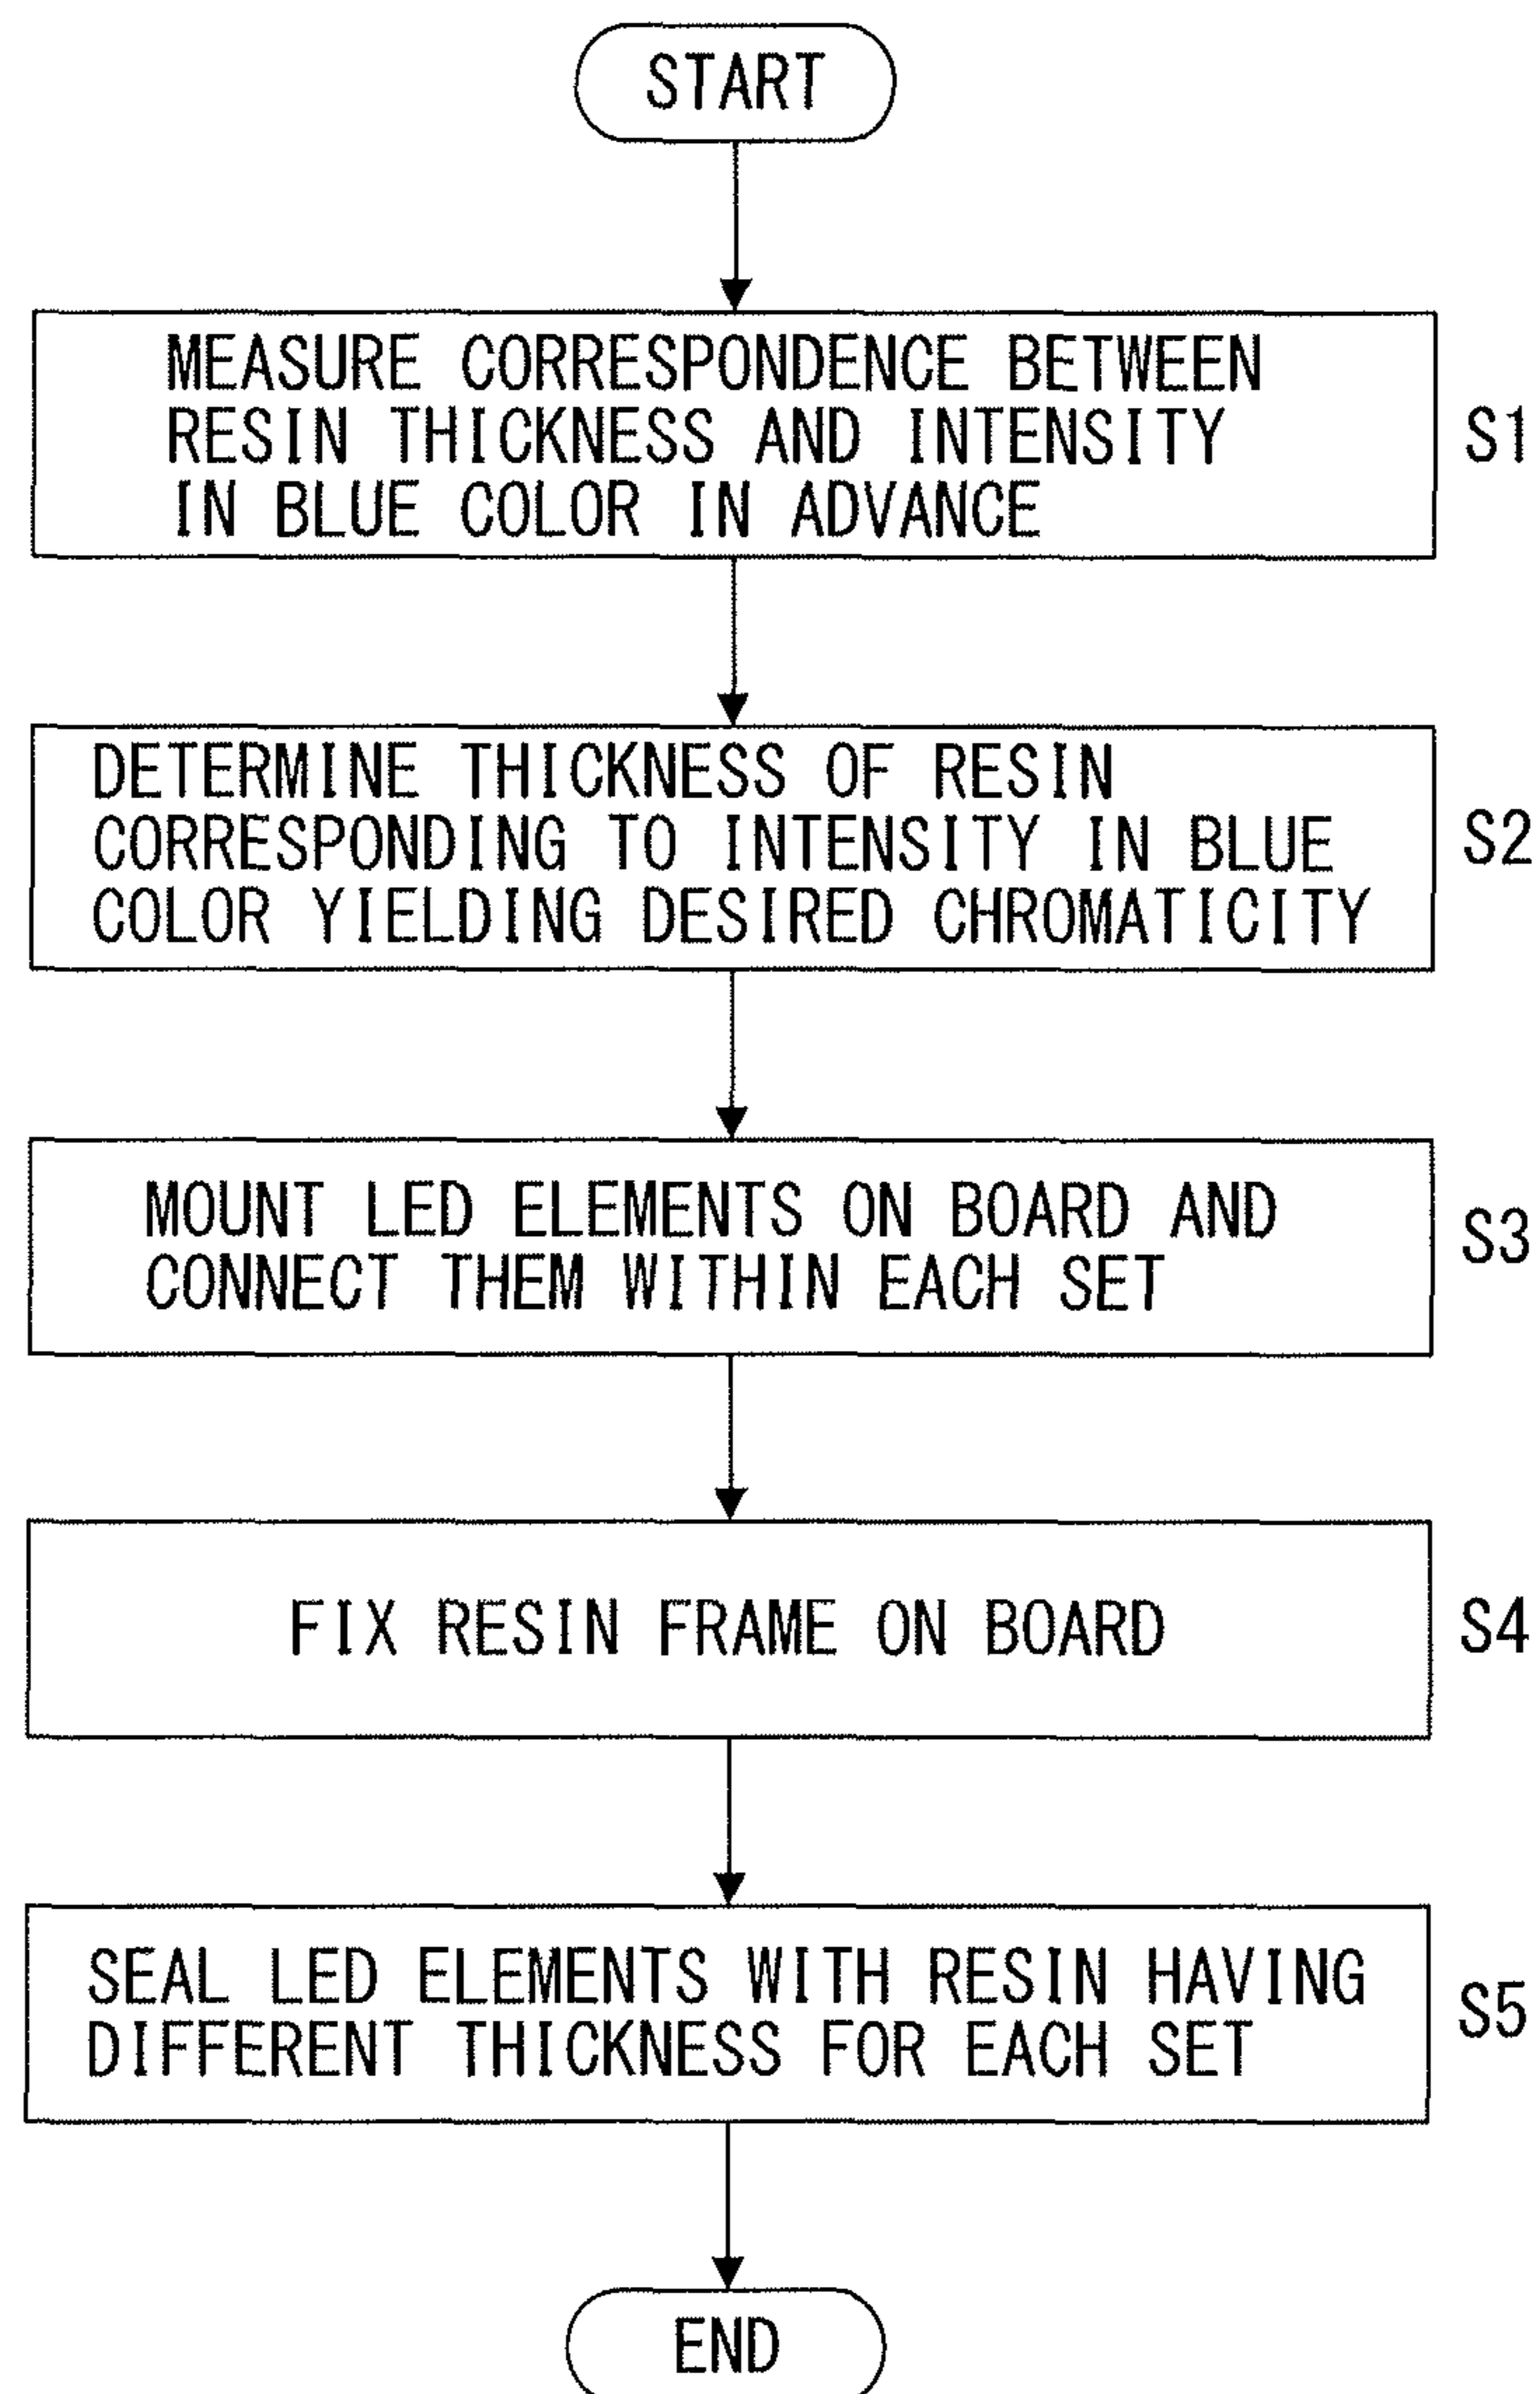 START
MEASURE CORRESPONDENCE BETWEEN
RESIN THICKNESS AND INTENSITY
IN BLUE COLOR IN ADVANCE
S1
DETERMINE THICKNESS OF RESIN
CORRESPONDING TO INTENSITY IN BLUE
COLOR YIELDING DESIRED CHROMATICITY
S2
MOUNT LED ELEMENTS ON BOARD AND
CONNECT THEM WITHIN EACH SET
S3
FIX RESIN FRAME ON BOARD
S4
SEAL LED ELEMENTS WITH RESIN HAVING
DIFFERENT THICKNESS FOR EACH SET
S5
END